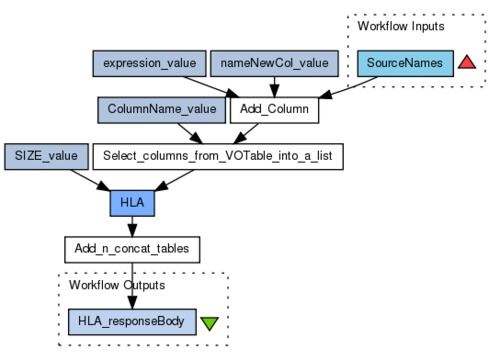 Workflow Inputs
expression_value
nameNewCol_value
SourceNames
ColumnName_value
Add_Column
SIZE_value
Select_columns_from_VOTable_into_a_list
HLA
Add_n_concat_tables
Workflow Outputs
HLA_responseBody